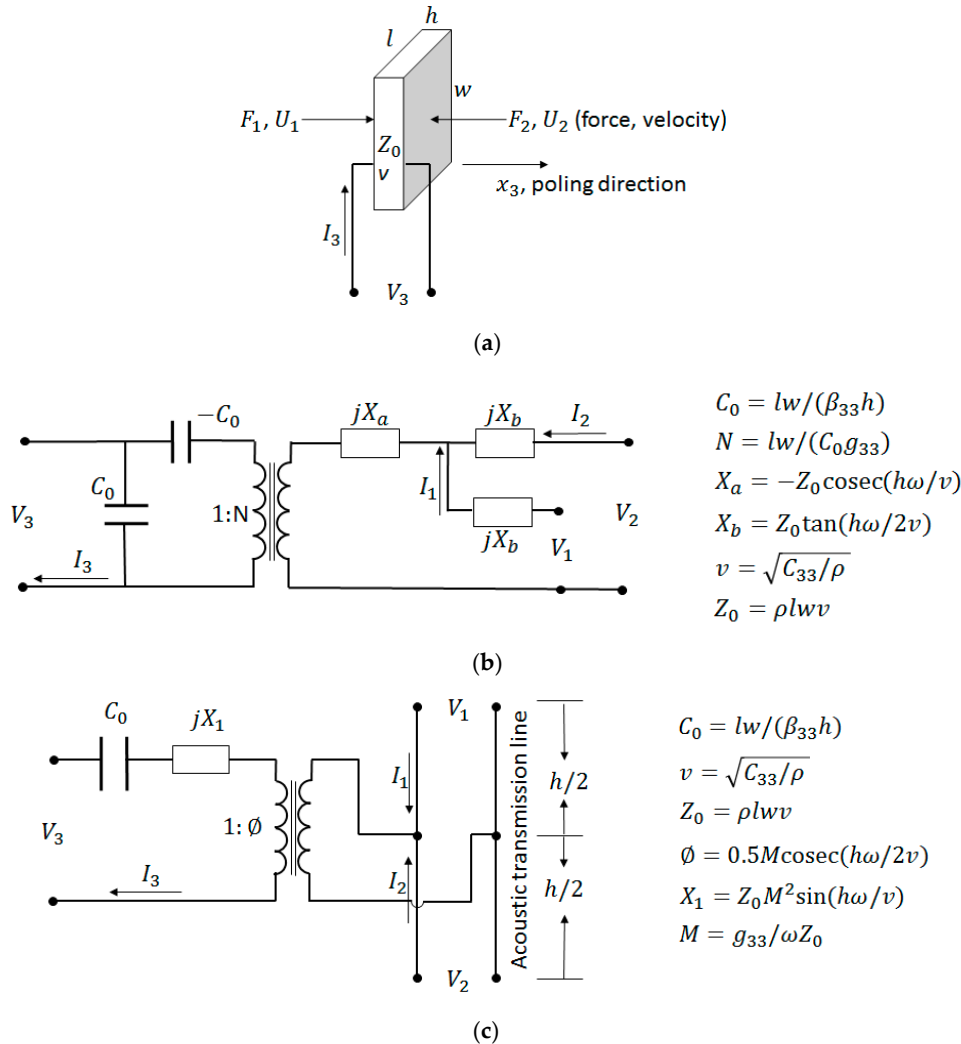 h
l
w
F₁, U₁
F₂, U₂ (force, velocity)
Z₀
v
x₃, poling direction
I₃
V₃
(a)
−C₀
jXₐ
jX_b
I₂
C₀
I₁
V₃
1:N
V₂
jX_b
V₁
I₃
C₀ = lw/(β₃₃h)
N = lw/(C₀g₃₃)
Xₐ = −Z₀cosec(hω/v)
X_b = Z₀tan(hω/2v)
v = √C₃₃/ρ
Z₀ = ρlwv
(b)
C₀
jX₁
V₁
I₁
h/2
V₃
1:∅
I₃
I₂
h/2
V₂
Acoustic transmission line
C₀ = lw/(β₃₃h)
v = √C₃₃/ρ
Z₀ = ρlwv
∅ = 0.5Mcosec(hω/2v)
X₁ = Z₀M²sin(hω/v)
M = g₃₃/ωZ₀
(c)